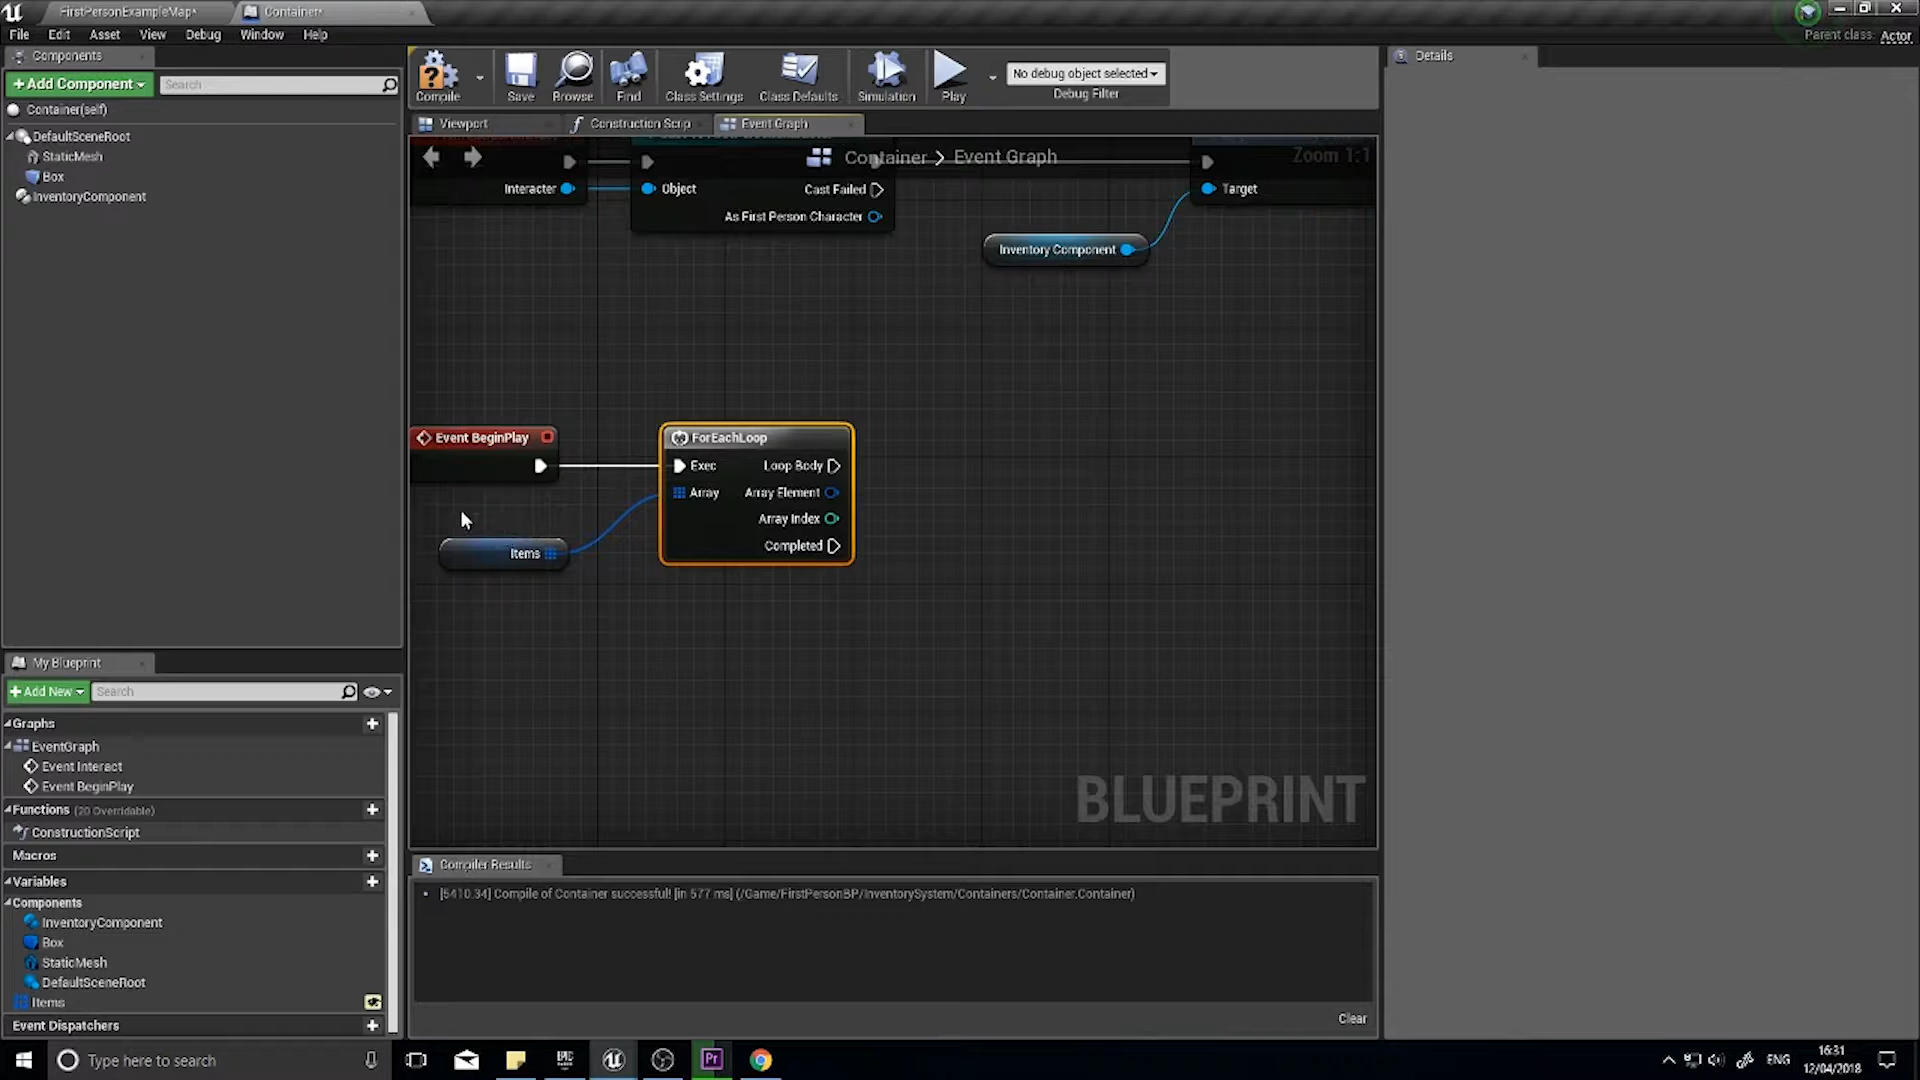 FirstPersonExampleMap*
Container*
File Edit Asset View Debug Window Help
Parent class: Actor
Components
+Add Component
Search
Container(self)
DefaultSceneRoot
StaticMesh
Box
InventoryComponent
Compile
Save
Browse
Find
Class Settings
Class Defaults
Simulation
Play
No debug object selected
Debug Filter
Details
Viewport
Construction Scrip
Event Graph
Container > Event Graph
Zoom 1:1
Interacter
Object
Cast Failed
As First Person Character
Target
Inventory Component
Event BeginPlay
ForEachLoop
Exec
Loop Body
Array
Array Element
Array Index
Completed
Items
BLUEPRINT
My Blueprint
+Add New
Search
Graphs
EventGraph
Event Interact
Event BeginPlay
Functions (20 Overridable)
ConstructionScript
Macros
Variables
Components
InventoryComponent
Box
StaticMesh
DefaultSceneRoot
Items
Event Dispatchers
Compiler Results
[5410.34] Compile of Container successful! [in 577 ms] (/Game/FirstPersonBP/InventorySystem/Containers/Container.Container)
Clear
Type here to search
EPIC
Pr
ENG
16:31
12/04/2018